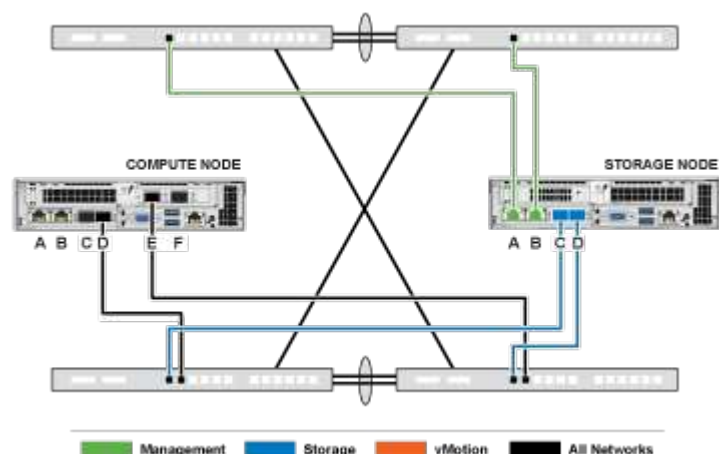 COMPUTE NODE
STORAGE NODE
A B C D E F
A B C D
Management Storage vMotion All Networks